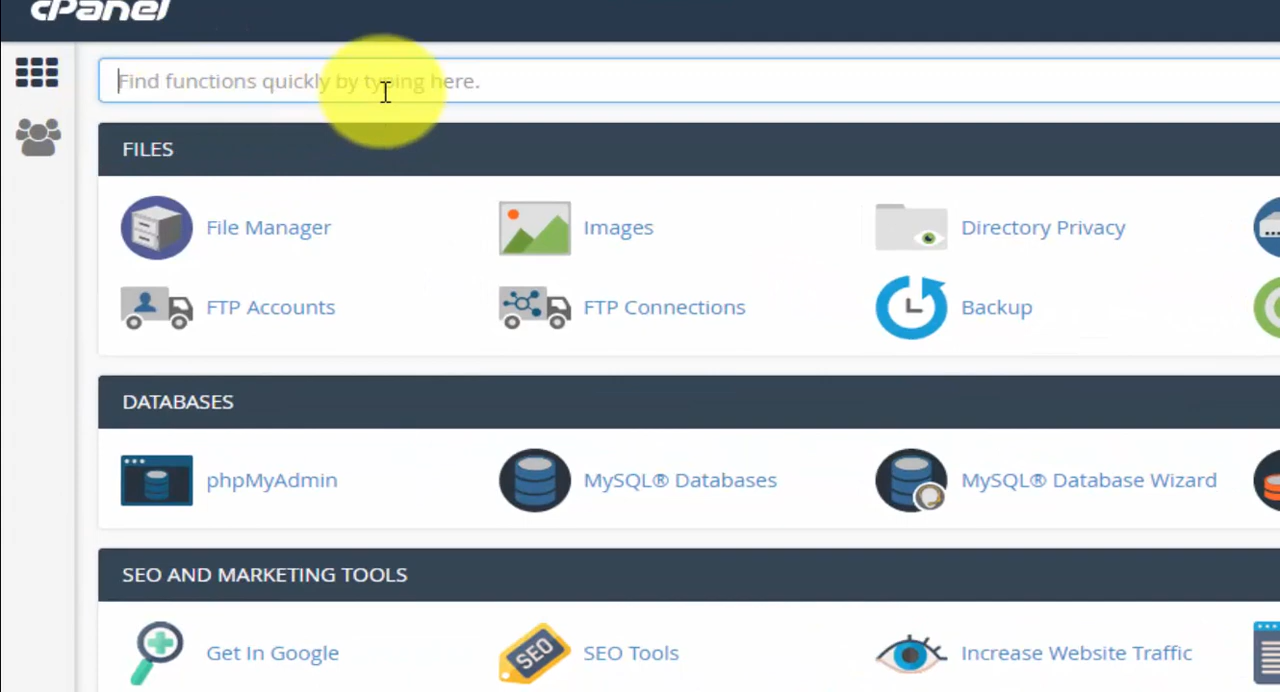 cPanel
Find functions quickly by typing here.
FILES
File Manager
Images
Directory Privacy
FTP Accounts
FTP Connections
Backup
DATABASES
phpMyAdmin
MySQL® Databases
MySQL® Database Wizard
SEO AND MARKETING TOOLS
Get In Google
SEO
SEO Tools
Increase Website Traffic